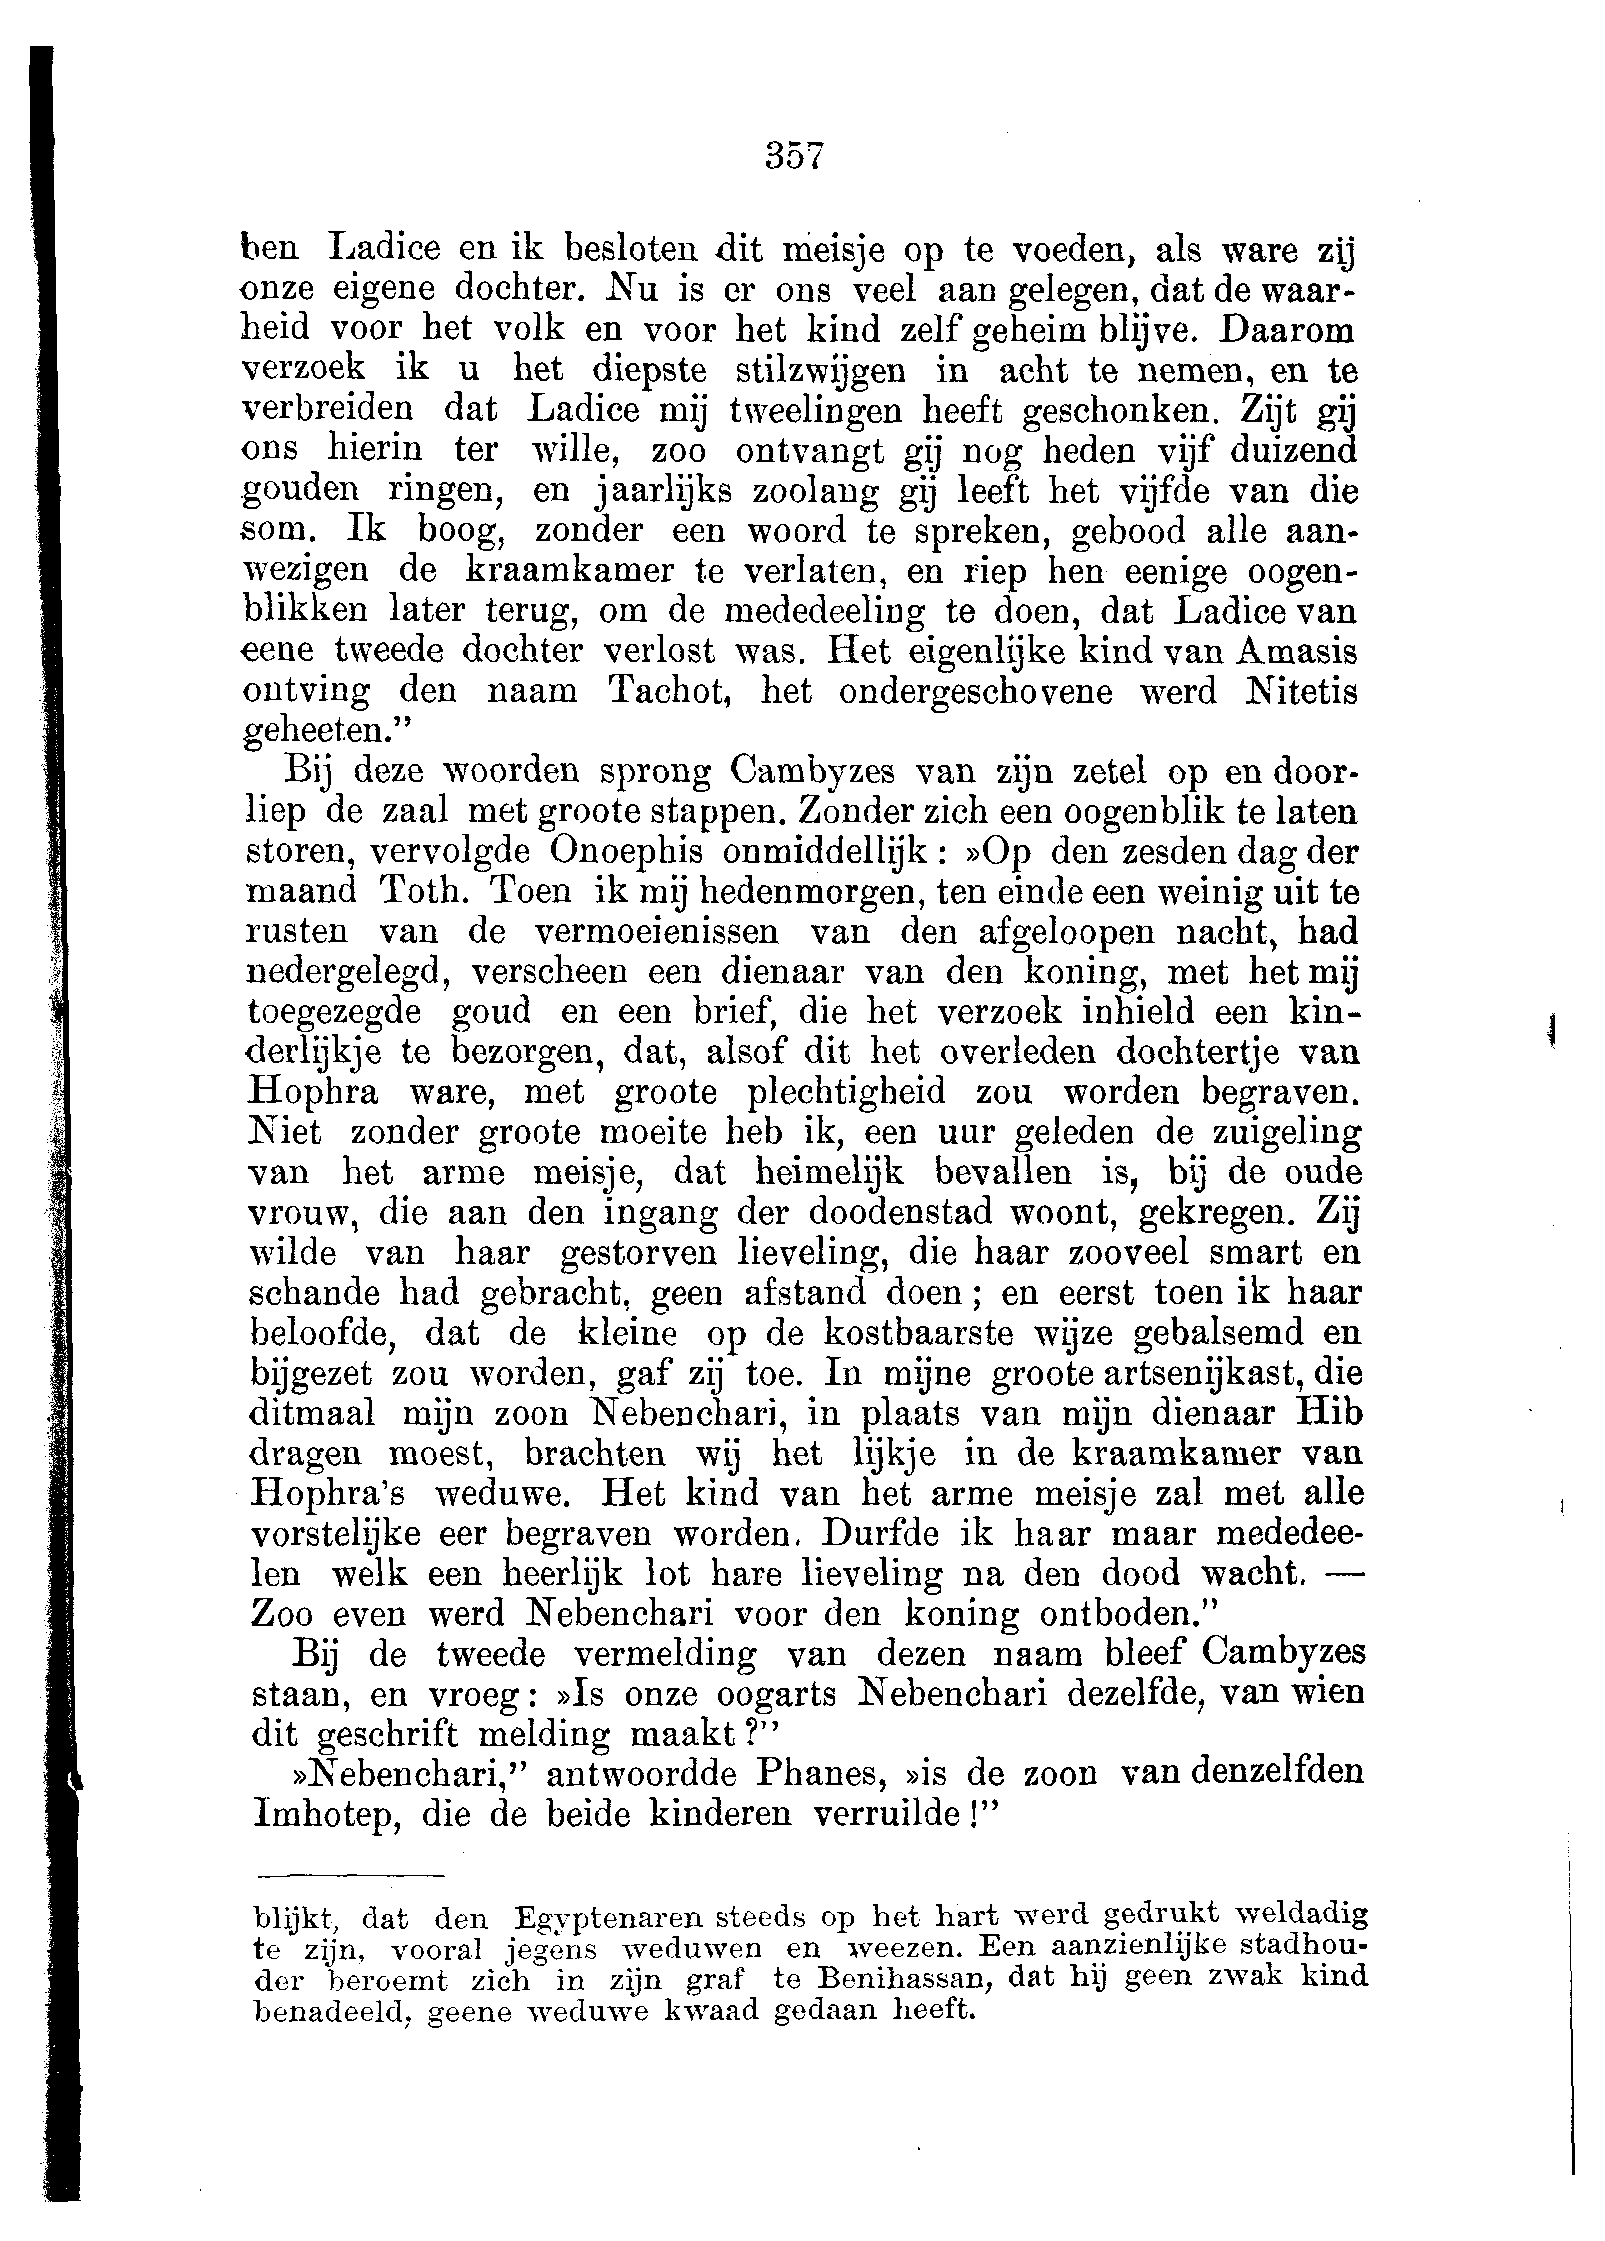 357
ben Ladice en ik besloten dit meisje op te voeden, als ware zij
onze eigene dochter. Nu is er ons veel aan gelegen, dat de waar-
heid voor het volk en voor het kind zelf geheim blijve. Daarom
verzoek ik u het diepste stilzwijgen in acht te nemen, en te
verbreiden dat Ladice mij tweelingen heeft geschonken. Zijt gij
ons hierin ter wille, zoo ontvangt gij nog heden vijf duizend
gouden ringen, en jaarlijks zoolang gij leeft het vijfde van die
som. Ik boog, zonder een woord te spreken, gebood alle aan-
wezigen de kraamkamer te verlaten, en riep hen eenige oogen-
blikken later terug, om de mededeeling te doen, dat Ladice van
eene tweede dochter verlost was. Het eigenlijke kind van Amasis
ontving den naam Tachot, het ondergeschovene werd Nitetis
geheeten.”
Bij deze woorden sprong Cambyzes van zijn zetel op en door-
liep de zaal met groote stappen. Zonder zich een oogenblik te laten
storen, vervolgde Onoephis onmiddellijk: »Op den zesden dag der
maand Toth. Toen ik mij hedenmorgen, ten einde een weinig uit te
rusten van de vermoeienissen van den afgeloopen nacht, had
nedergelegd, verscheen een dienaar van den koning, met het mij
toegezegde goud en een brief, die het verzoek inhield een kin-
derlijkje te bezorgen, dat, alsof dit het overleden dochtertje van
Hophra ware, met groote plechtigheid zou worden begraven.
Niet zonder groote moeite heb ik, een uur geleden de zuigeling
van het arme meisje, dat heimelijk bevallen is, bij de oude
vrouw, die aan den ingang der doodenstad woont, gekregen. Zij
wilde van haar gestorven lieveling, die haar zooveel smart en
schande had gebracht, geen afstand doen; en eerst toen ik haar
beloofde, dat de kleine op de kostbaarste wijze gebalsemd en
bijgezet zou worden, gaf zij toe. In mijne groote artsenijkast, die
ditmaal mijn zoon Nebenchari, in plaats van mijn dienaar Hib
dragen moest, brachten wij het lijkje in de kraamkamer van
Hophra's weduwe. Het kind van het arme meisje zal met alle
vorstelijke eer begraven worden. Durfde ik haar maar mededee-
len welk een heerlijk lot hare lieveling na den dood wacht. —
Zoo even werd Nebenchari voor den koning ontboden.”
Bij de tweede vermelding van dezen naam bleef Cambyzes
staan, en vroeg: »Is onze oogarts Nebenchari dezelfde, van wien
dit geschrift melding maakt?”
»Nebenchari,” antwoordde Phanes, »is de zoon van denzelfden
Imhotep, die de beide kinderen verruilde!”
blijkt, dat den Egyptenaren steeds op het hart werd gedrukt weldadig
te zijn, vooral jegens weduwen en weezen. Een aanzienlijke stadhou-
der beroemt zich in zijn graf te Benihassan, dat hij geen zwak kind
benadeeld, geene weduwe kwaad gedaan heeft.